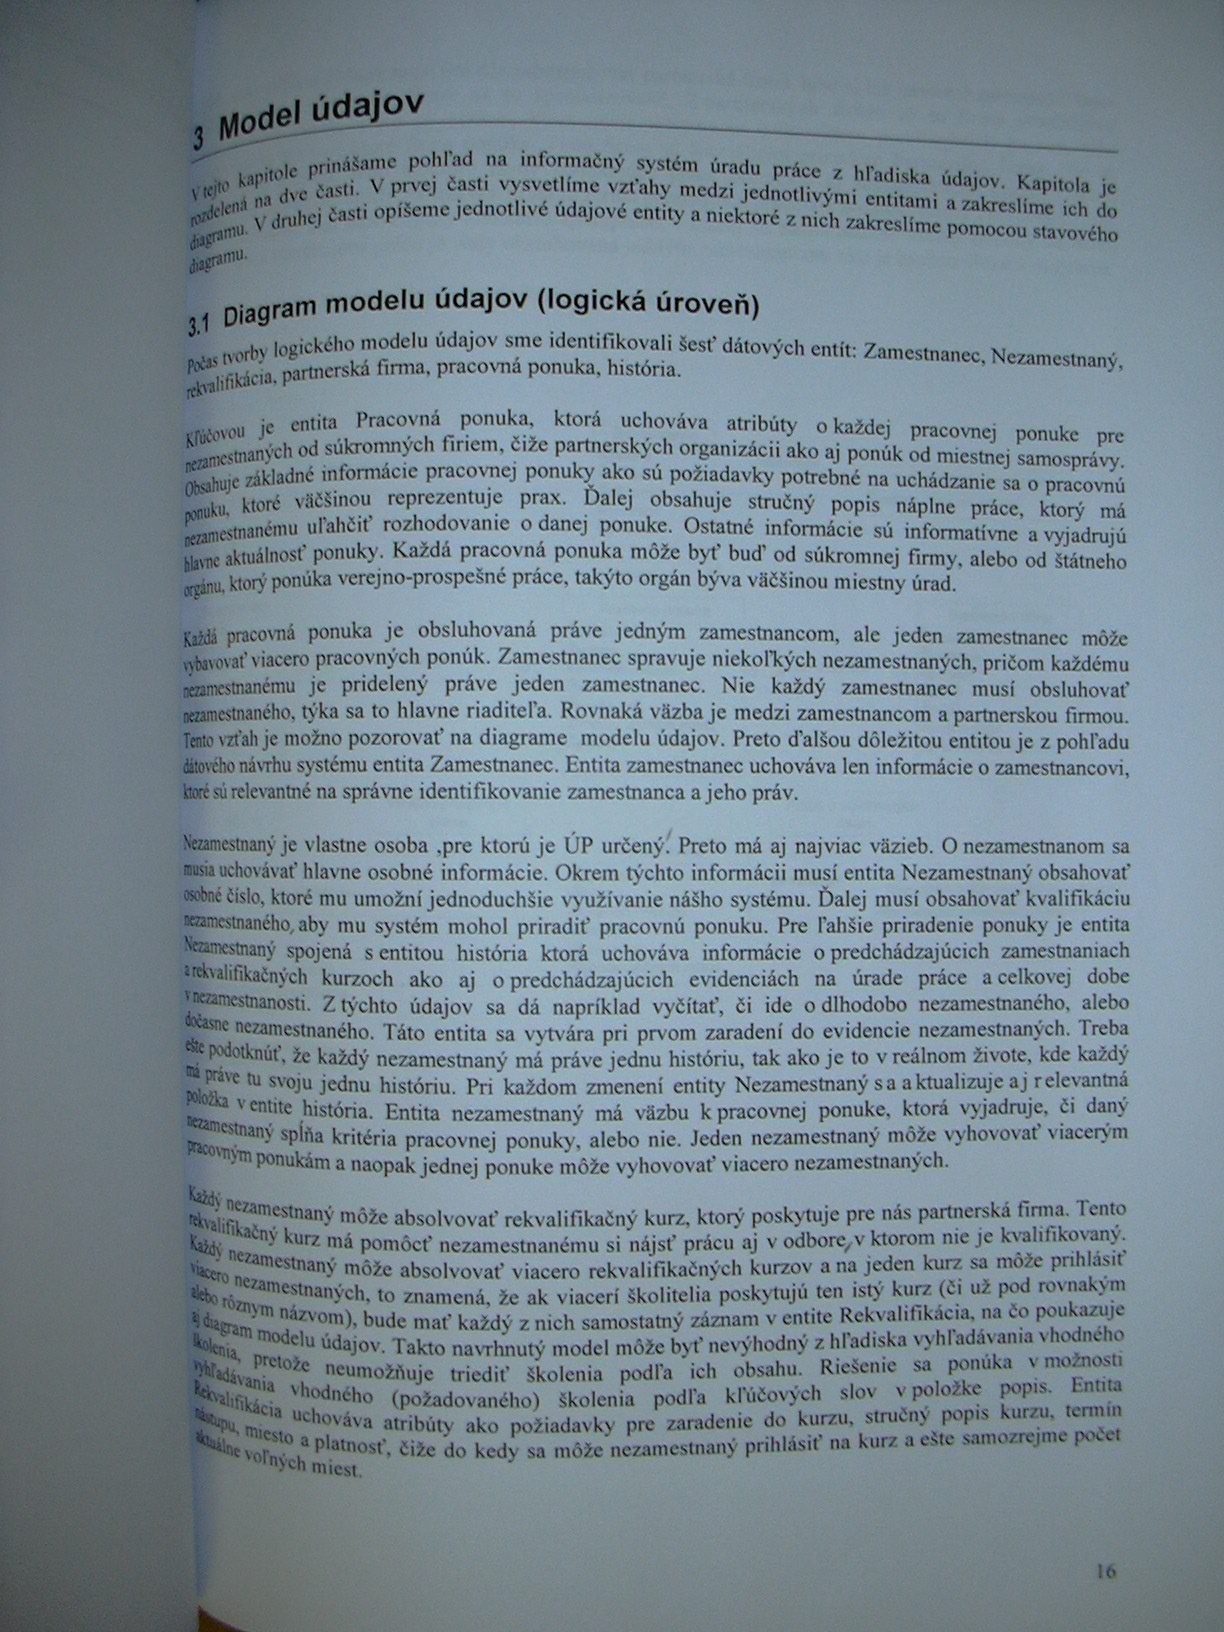 3 Model údajov
V tejto kapitole prinášame pohľad na informačný systém úradu práce z hľadiska údajov. Kapitola je
rozdelená na dve časti. V prvej časti vysvetlíme vzťahy medzi jednotlivými entitami a zakreslíme ich do
diagramu. V druhej časti opíšeme jednotlivé údajové entity a niektoré z nich zakreslíme pomocou stavového
diagramu.
3.1 Diagram modelu údajov (logická úroveň)
Počas tvorby logického modelu údajov sme identifikovali šesť dátových entít: Zamestnanec, Nezamestnaný,
rekvalifikácia, partnerská firma, pracovná ponuka, história.
Kľúčovou je entita Pracovná ponuka, ktorá uchováva atribúty o každej pracovnej ponuke pre
nezamestnaných od súkromných firiem, čiže partnerských organizácii ako aj ponúk od miestnej samosprávy.
Obsahuje základné informácie pracovnej ponuky ako sú požiadavky potrebné na uchádzanie sa o pracovnú
ponuku, ktoré väčšinou reprezentuje prax. Ďalej obsahuje stručný popis náplne práce, ktorý má
nezamestnanému uľahčiť rozhodovanie o danej ponuke. Ostatné informácie sú informatívne a vyjadrujú
hlavne aktuálnosť ponuky. Každá pracovná ponuka môže byť buď od súkromnej firmy, alebo od štátneho
orgánu, ktorý ponúka verejno-prospešné práce, takýto orgán býva väčšinou miestny úrad.
Každá pracovná ponuka je obsluhovaná práve jedným zamestnancom, ale jeden zamestnanec môže
vybavovať viacero pracovných ponúk. Zamestnanec spravuje niekoľkých nezamestnaných, pričom každému
nezamestnanému je pridelený práve jeden zamestnanec. Nie každý zamestnanec musí obsluhovať
nezamestnaného, týka sa to hlavne riaditeľa. Rovnaká väzba je medzi zamestnancom a partnerskou firmou.
Tento vzťah je možno pozorovať na diagrame modelu údajov. Preto ďalšou dôležitou entitou je z pohľadu
dátového návrhu systému entita Zamestnanec. Entita zamestnanec uchováva len informácie o zamestnancovi,
ktoré sú relevantné na správne identifikovanie zamestnanca a jeho práv.
Nezamestnaný je vlastne osoba ,pre ktorú je ÚP určený. Preto má aj najviac väzieb. O nezamestnanom sa
musia uchovávať hlavne osobné informácie. Okrem týchto informácii musí entita Nezamestnaný obsahovať
osobné číslo, ktoré mu umožní jednoduchšie využívanie nášho systému. Ďalej musí obsahovať kvalifikáciu
nezamestnaného, aby mu systém mohol priradiť pracovnú ponuku. Pre ľahšie priradenie ponuky je entita
Nezamestnaný spojená s entitou história ktorá uchováva informácie o predchádzajúcich zamestnaniach
a rekvalifikačných kurzoch ako aj o predchádzajúcich evidenciách na úrade práce a celkovej dobe
v nezamestnanosti. Z týchto údajov sa dá napríklad vyčítať, či ide o dlhodobo nezamestnaného, alebo
dočasne nezamestnaného. Táto entita sa vytvára pri prvom zaradení do evidencie nezamestnaných. Treba
ešte podotknúť, že každý nezamestnaný má práve jednu históriu, tak ako je to v reálnom živote, kde každý
má práve tu svoju jednu históriu. Pri každom zmenení entity Nezamestnaný sa aktualizuje aj relevantná
položka v entite história. Entita nezamestnaný má väzbu k pracovnej ponuke, ktorá vyjadruje, či daný
nezamestnaný spĺňa kritéria pracovnej ponuky, alebo nie. Jeden nezamestnaný môže vyhovovať viacerým
pracovným ponukám a naopak jednej ponuke môže vyhovovať viacero nezamestnaných.
Každý nezamestnaný môže absolvovať rekvalifikačný kurz, ktorý poskytuje pre nás partnerská firma. Tento
rekvalifikačný kurz má pomôcť nezamestnanému si nájsť prácu aj v odbore, v ktorom nie je kvalifikovaný.
Každý nezamestnaný môže absolvovať viacero rekvalifikačných kurzov a na jeden kurz sa môže prihlásiť
viacero nezamestnaných, to znamená, že ak viacerí školitelia poskytujú ten istý kurz (či už pod rovnakým
alebo rôznym názvom), bude mať každý z nich samostatný záznam v entite Rekvalifikácia, na čo poukazuje
aj diagram modelu údajov. Takto navrhnutý model môže byť nevýhodný z hľadiska vyhľadávania vhodného
školenia, pretože neumožňuje triediť školenia podľa ich obsahu. Riešenie sa ponúka v možnosti
vyhľadávania vhodného (požadovaného) školenia podľa kľúčových slov v položke popis. Entita
Rekvalifikácia uchováva atribúty ako požiadavky pre zaradenie do kurzu, stručný popis kurzu, termín
nástupu, miesto a platnosť, čiže do kedy sa môže nezamestnaný prihlásiť na kurz a ešte samozrejme počet
aktuálne voľných miest.
16